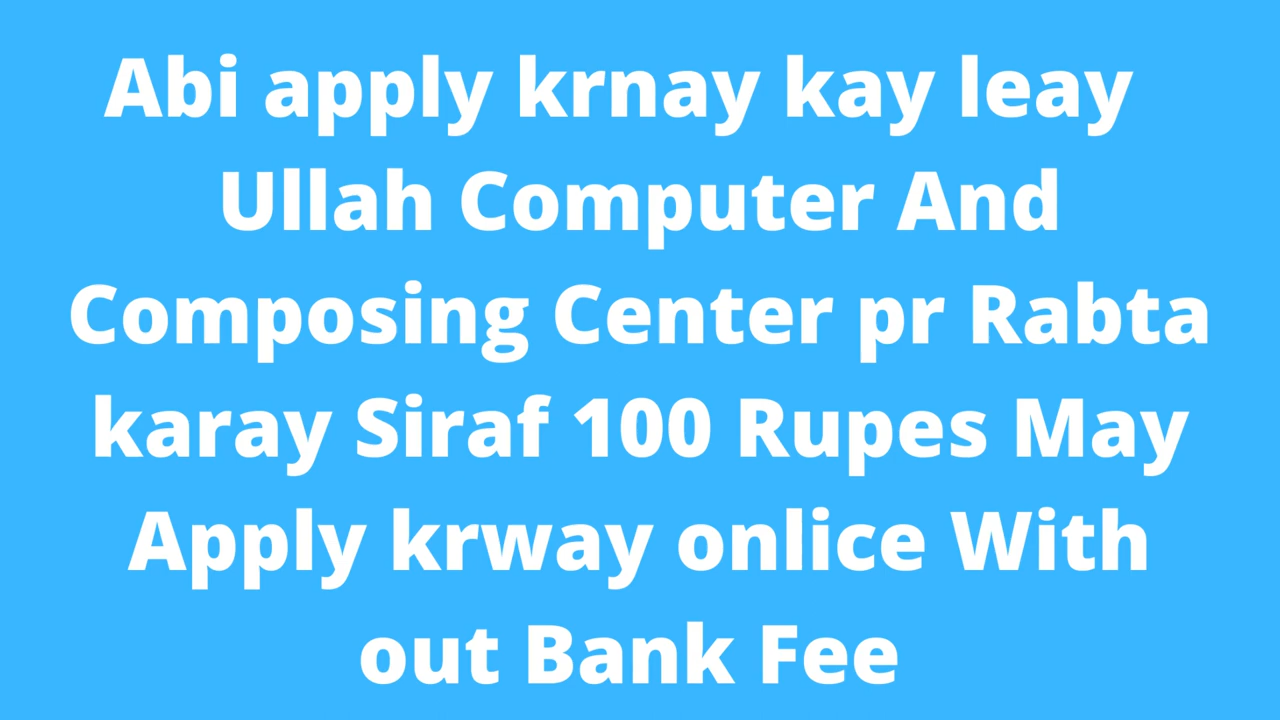 Abi apply krnay kay leay
Ullah Computer And
Composing Center pr Rabta
karay Siraf 100 Rupes May
Apply krway onlice With
out Bank Fee